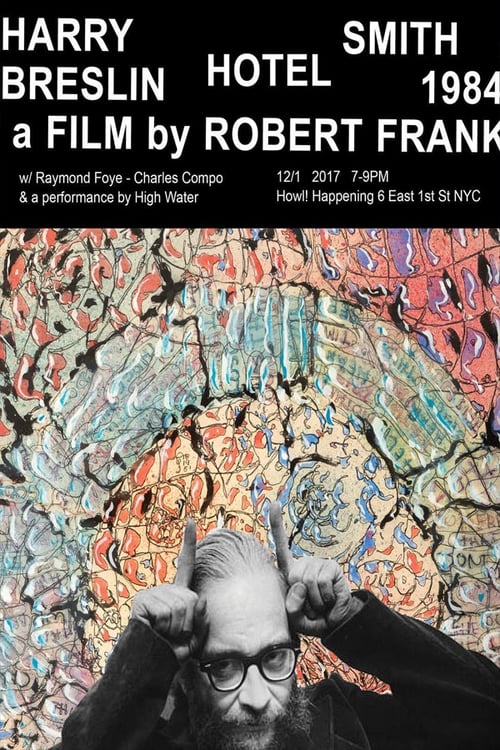 HARRY SMITH
BRESLIN HOTEL 1984
a FILM by ROBERT FRANK
w/ Raymond Foye - Charles Compo
& a performance by High Water
12/1 2017 7-9PM
Howl! Happening 6 East 1st St NYC